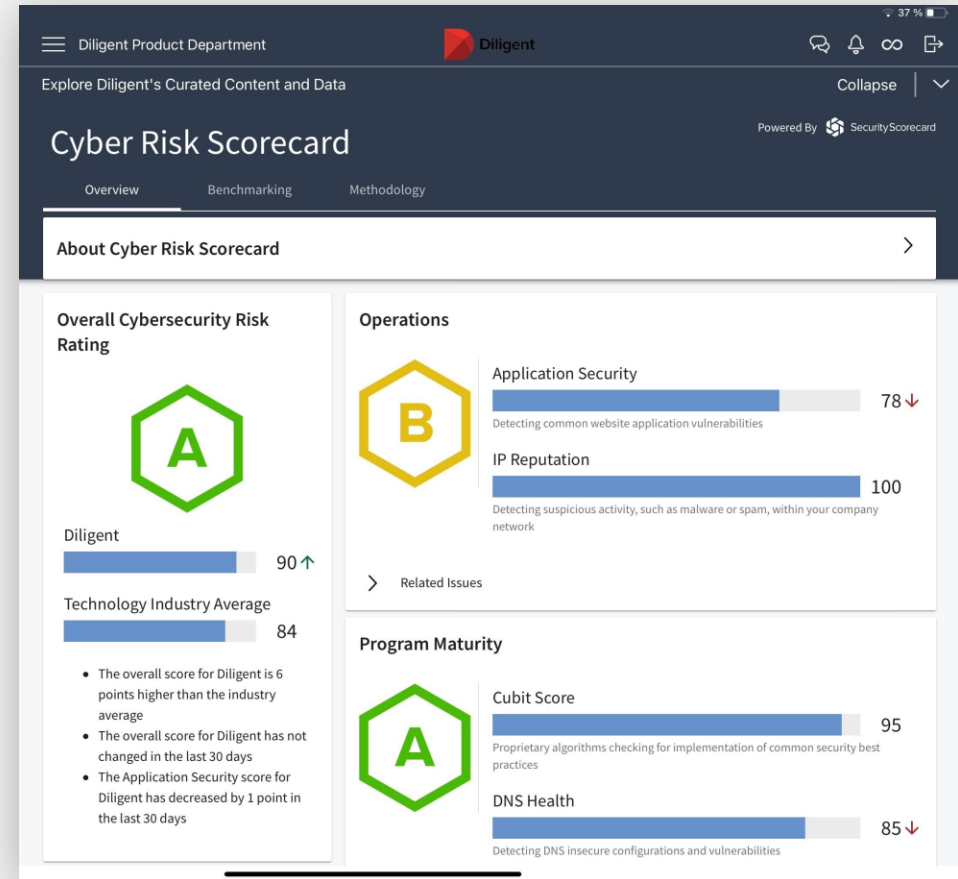 37 %
Diligent Product Department
Diligent
Explore Diligent's Curated Content and Data
Collapse
Cyber Risk Scorecard
Powered By SecurityScorecard
Overview
Benchmarking
Methodology
About Cyber Risk Scorecard
Overall Cybersecurity Risk
Rating
A
Diligent
90
Technology Industry Average
84
The overall score for Diligent is 6
points higher than the industry
average
The overall score for Diligent has not
changed in the last 30 days
The Application Security score for
Diligent has decreased by 1 point in
the last 30 days
Operations
B
Application Security
78
Detecting common website application vulnerabilities
IP Reputation
100
Detecting suspicious activity, such as malware or spam, within your company
network
Related Issues
Program Maturity
A
Cubit Score
95
Proprietary algorithms checking for implementation of common security best
practices
DNS Health
85
Detecting DNS insecure configurations and vulnerabilities